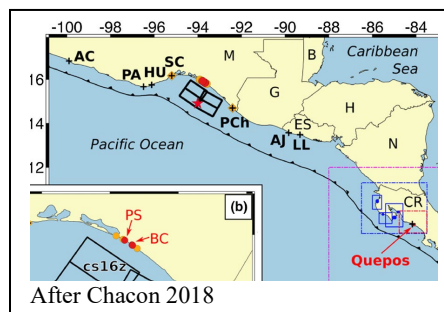 -100 -98 -96 -94 -92 -90 -88 -86 -84
AC
SC
M
B
Caribbean
Sea
16
PA HU
PCh
G
H
14
ES
AJ LL
N
Pacific Ocean
12
CR
(b)
PS
BC
Quepos
cs16z
After Chacon 2018